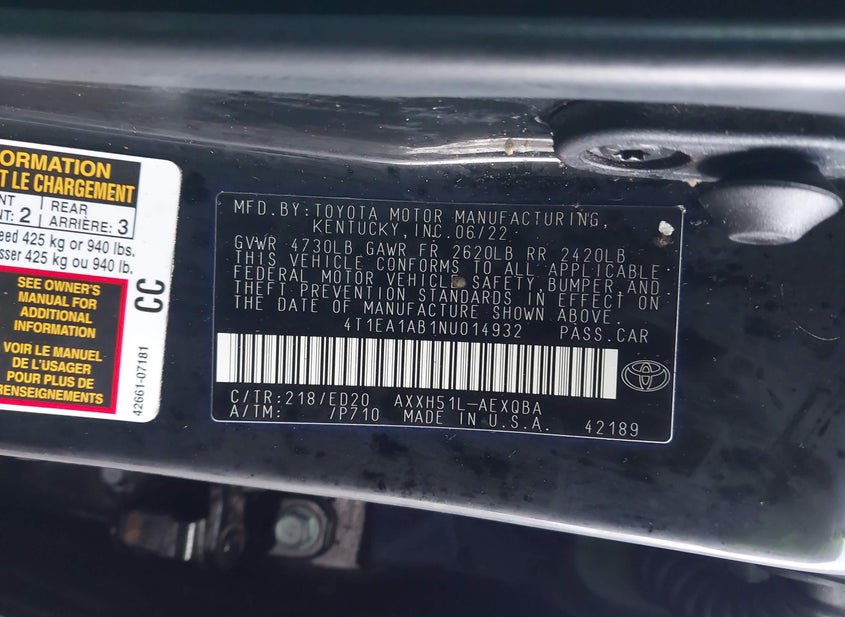 ORMATION
T LE CHARGEMENT
NT
NT: 2
REAR
ARRIÈRE: 3
eed 425 kg or 940 lbs.
sser 425 kg ou 940 lb.
SEE OWNER'S
MANUAL FOR
ADDITIONAL
INFORMATION
VOIR LE MANUEL
DE L'USAGER
POUR PLUS DE
RENSEIGNEMENTS
CC
42661-07181
MFD.BY:TOYOTA MOTOR MANUFACTURING,
KENTUCKY,INC.06/22
GVWR 4730LB GAWR FR 2620LB RR 2420LB
THIS VEHICLE CONFORMS TO ALL APPLICABLE
FEDERAL MOTOR VEHICLE SAFETY,BUMPER,AND
THEFT PREVENTION STANDARDS IN EFFECT ON
THE DATE OF MANUFACTURE SHOWN ABOVE.
4T1EA1AB1NU014932 PASS.CAR
C/TR:218/ED20 AXXH51L-AEXQBA
A/TM: /P710 MADE IN U.S.A. 42189